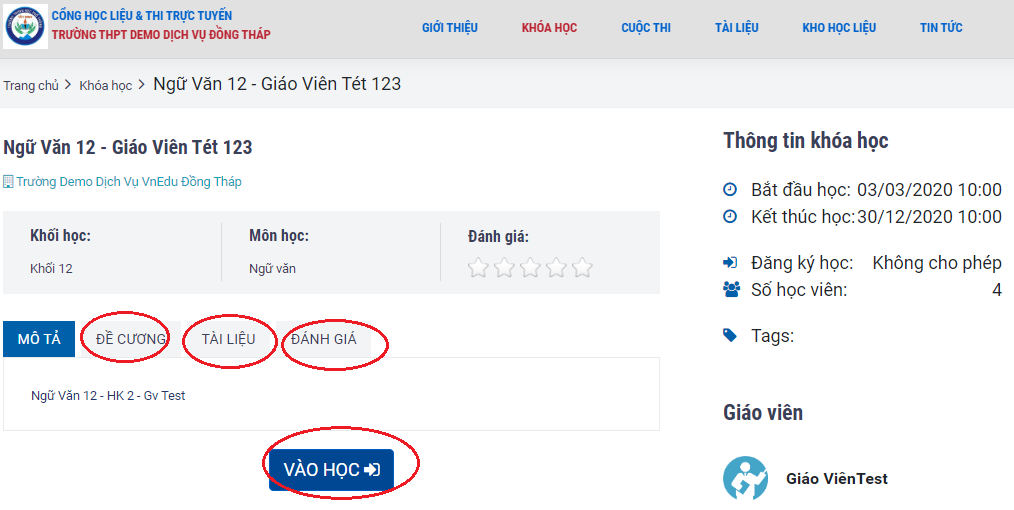 CỔNG HỌC LIỆU & THI TRỰC TUYẾN
TRƯỜNG THPT DEMO DỊCH VỤ ĐỒNG THÁP
GIỚI THIỆU KHÓA HỌC CUỘC THI TÀI LIỆU KHO HỌC LIỆU TIN TỨC
Trang chủ > Khóa học > Ngữ Văn 12 - Giáo Viên Tét 123
Ngữ Văn 12 - Giáo Viên Tét 123
Trường Demo Dịch Vụ VnEdu Đồng Tháp
Khối học: Môn học: Đánh giá:
Khối 12 Ngữ văn
MÔ TẢ ĐỀ CƯƠNG TÀI LIỆU ĐÁNH GIÁ
Ngữ Văn 12 - HK 2 - Gv Test
VÀO HỌC
Thông tin khóa học
Bắt đầu học: 03/03/2020 10:00
Kết thúc học: 30/12/2020 10:00
Đăng ký học: Không cho phép
Số học viên: 4
Tags:
Giáo viên
Giáo ViênTest